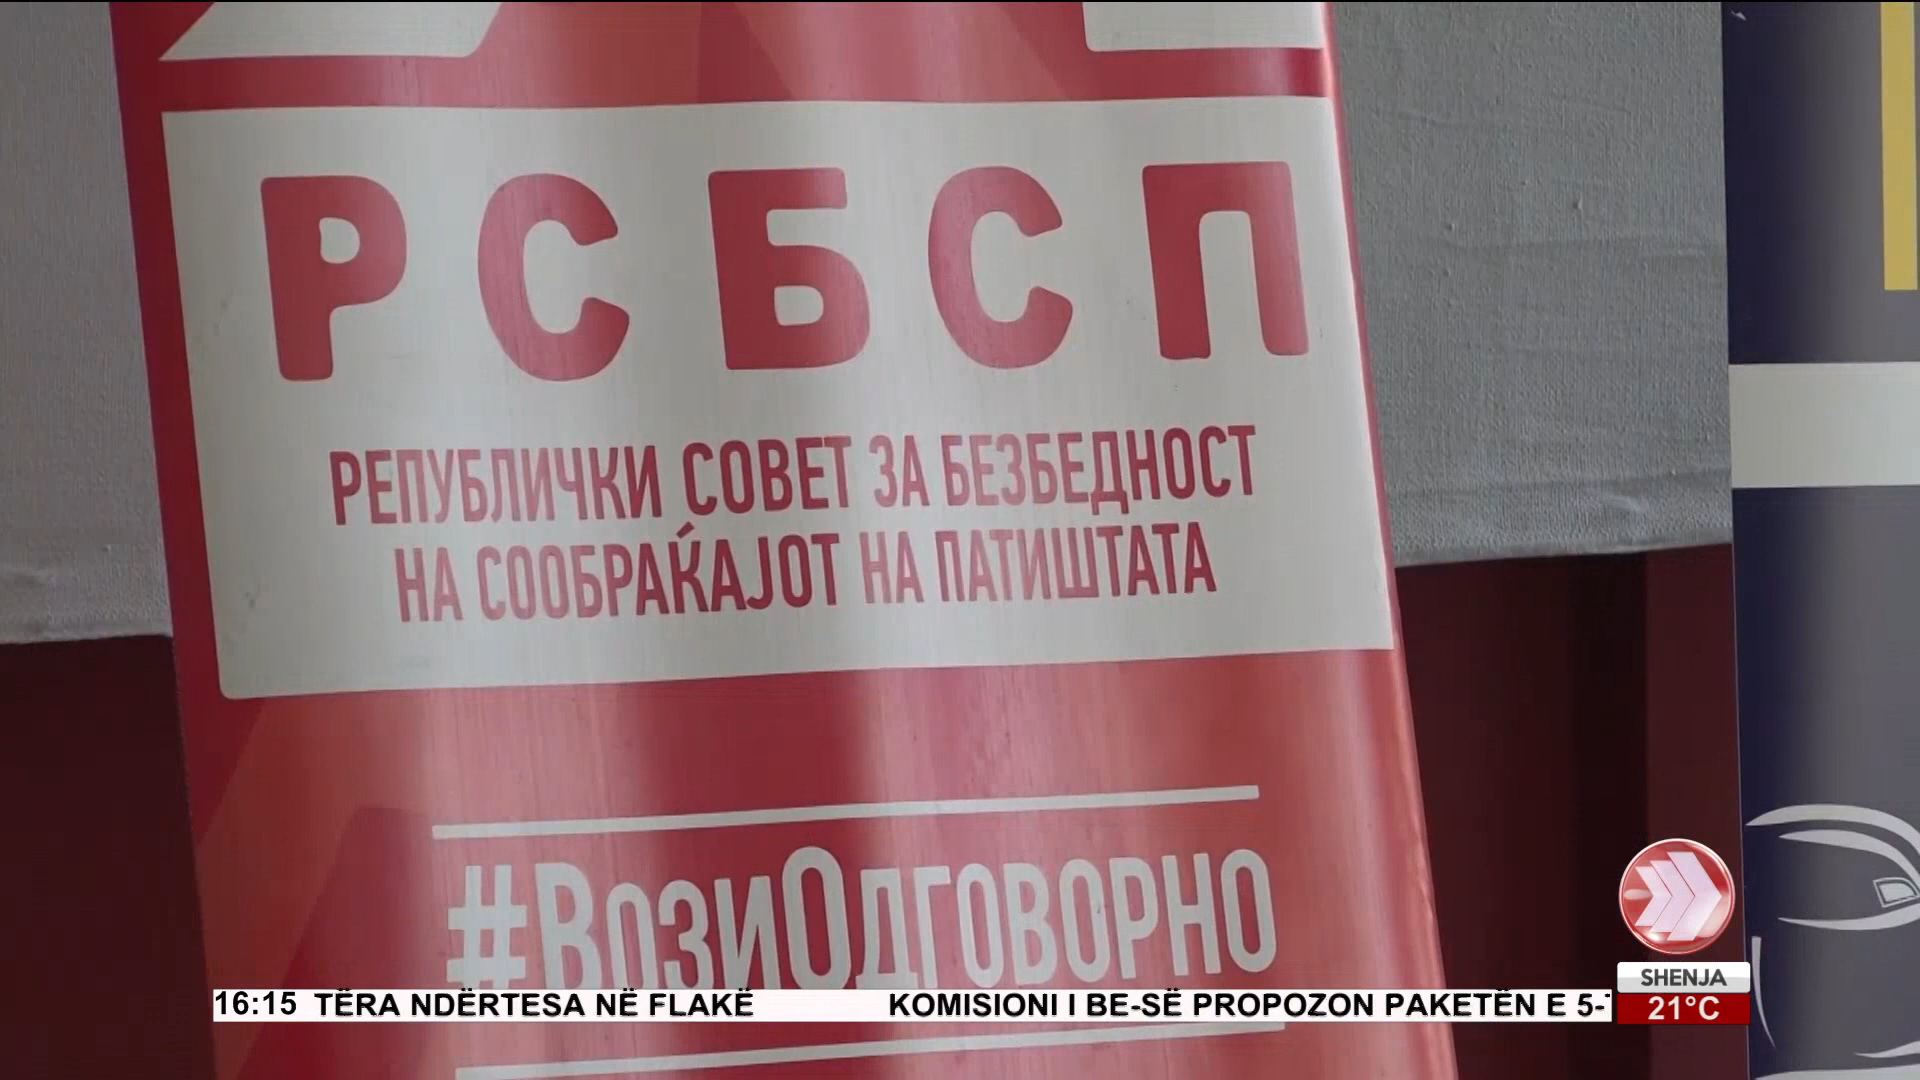 РСБСП
РЕПУБЛИЧКИ СОВЕТ ЗА БЕЗБЕДНОСТ
НА СООБРАЌАЈОТ НА ПАТИШТАТА
#ВозиОдговорно
16:15 TËRA NDËRTESA NË FLAKË KOMISIONI I BE-SË PROPOZON PAKETËN E 5-
SHENJA
21°C